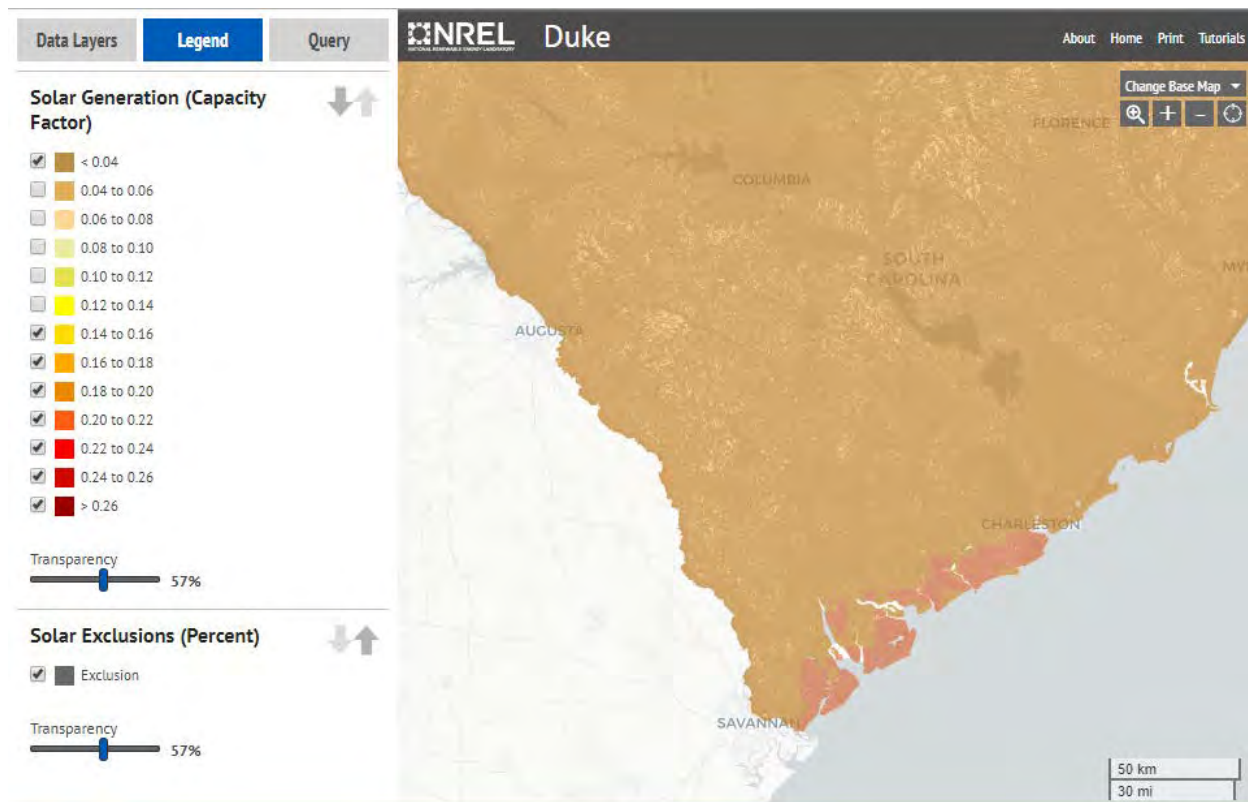 Data Layers
Legend
Query
NREL
NATIONAL RENEWABLE ENERGY LABORATORY
Duke
About
Home
Print
Tutorials
Solar Generation (Capacity
Factor)
< 0.04
0.04 to 0.06
0.06 to 0.08
0.08 to 0.10
0.10 to 0.12
0.12 to 0.14
0.14 to 0.16
0.16 to 0.18
0.18 to 0.20
0.20 to 0.22
0.22 to 0.24
0.24 to 0.26
> 0.26
Transparency
57%
Solar Exclusions (Percent)
Exclusion
Transparency
57%
Change Base Map
FLORENCE
COLUMBIA
SOUTH
CAROLINA
AUGUSTA
CHARLESTON
SAVANNAH
50 km
30 mi